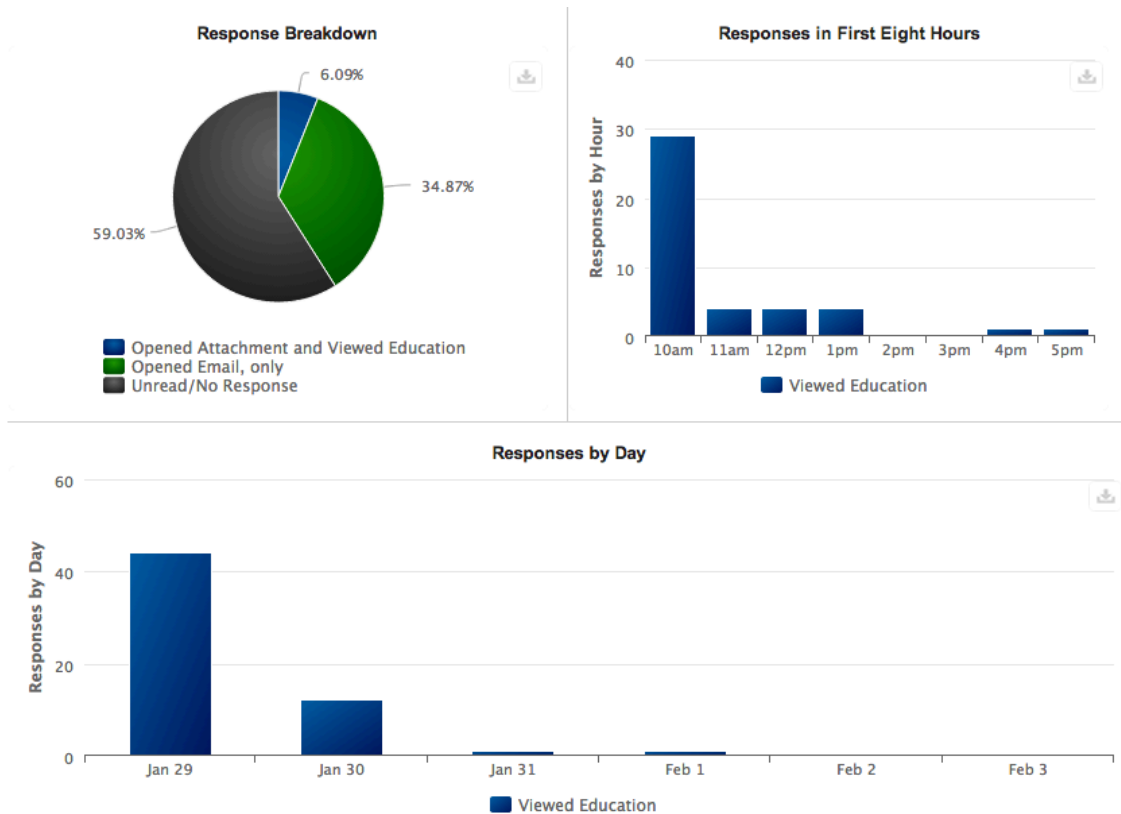 Response Breakdown
6.09%
34.87%
59.03%
Opened Attachment and Viewed Education
Opened Email, only
Unread/No Response
Responses in First Eight Hours
Responses by Hour
40
30
20
10
0
10am 11am 12pm 1pm 2pm 3pm 4pm 5pm
Viewed Education
Responses by Day
Responses by Day
60
40
20
0
Jan 29 Jan 30 Jan 31 Feb 1 Feb 2 Feb 3
Viewed Education